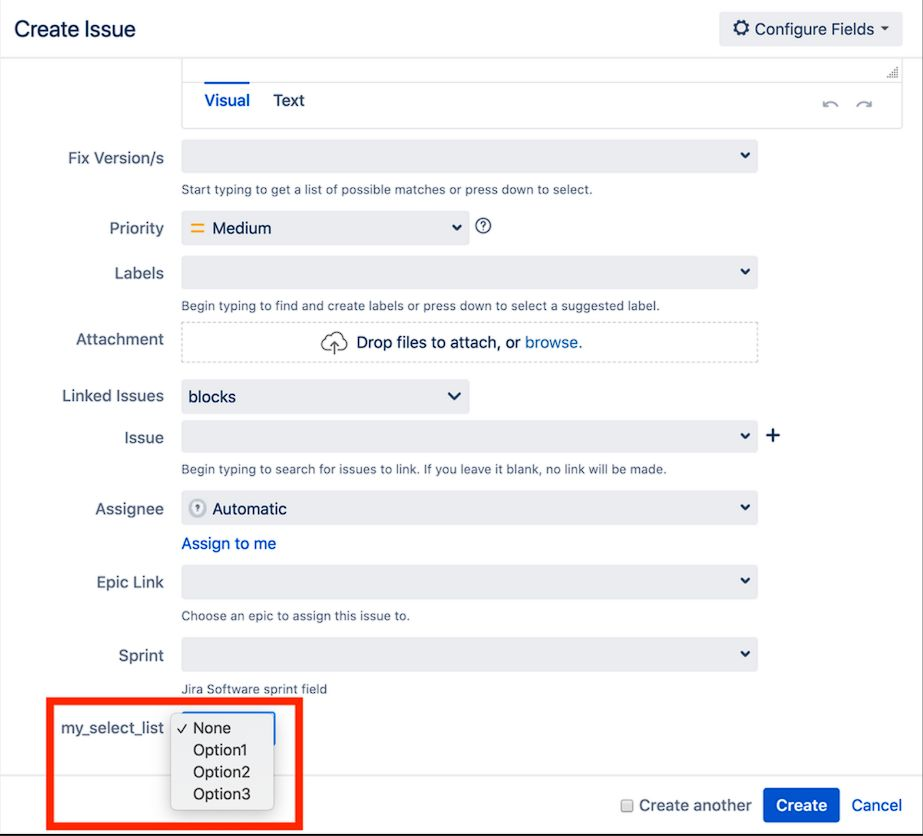 Create Issue
Configure Fields
Visual Text
Fix Version/s
Start typing to get a list of possible matches or press down to select.
Priority Medium
Labels
Begin typing to find and create labels or press down to select a suggested label.
Attachment Drop files to attach, or browse.
Linked Issues blocks
Issue
Begin typing to search for issues to link. If you leave it blank, no link will be made.
Assignee Automatic
Assign to me
Epic Link
Choose an epic to assign this issue to.
Sprint
Jira Software sprint field
my_select_list ✓ None
Option1
Option2
Option3
Create another Create Cancel